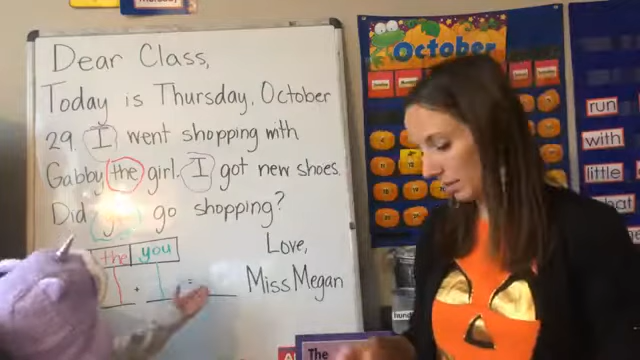 Dear Class,
Today is Thursday, October
29. I went shopping with
Gabby the girl. I got new shoes.
Did go shopping?
the you
+ =
Love,
Miss Megan
October
run
with
little
The